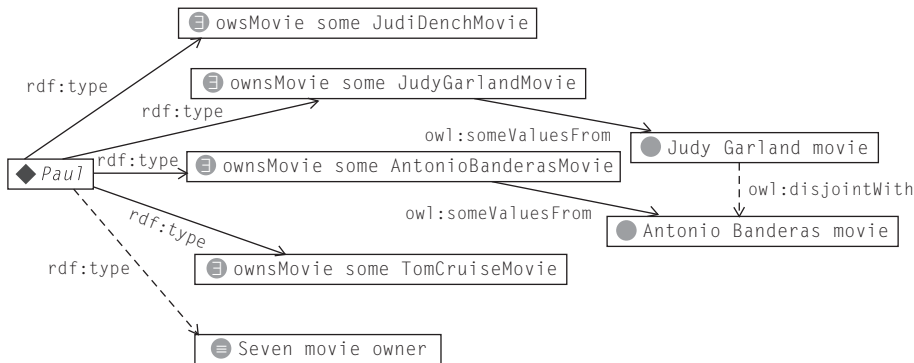 ∃ owsMovie some JudiDenchMovie
rdf:type
∃ ownsMovie some JudyGarlandMovie
rdf:type
owl:someValuesFrom
Judy Garland movie
rdf:type
∃ ownsMovie some AntonioBanderasMovie
Paul
owl:disjointWith
owl:someValuesFrom
rdf:type
Antonio Banderas movie
rdf:type
∃ ownsMovie some TomCruiseMovie
≡ Seven movie owner